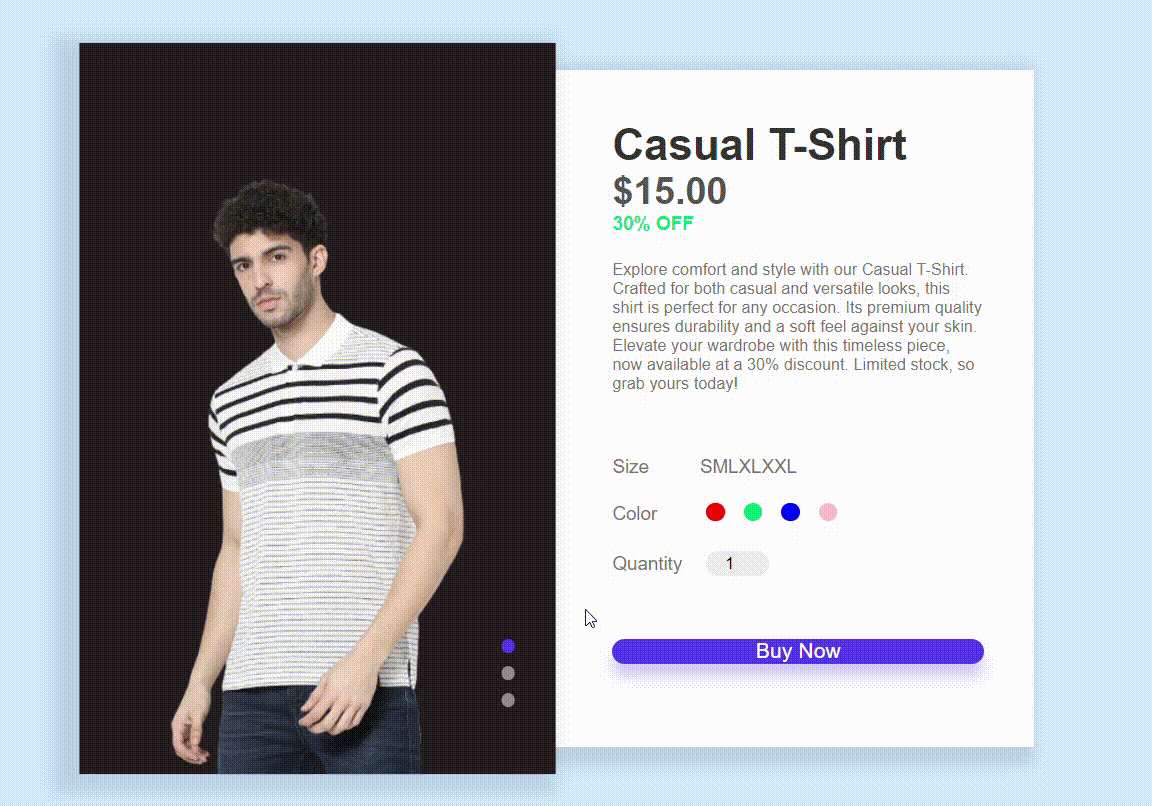 Casual T-Shirt
$15.00
30% OFF
Explore comfort and style with our Casual T-Shirt.
Crafted for both casual and versatile looks, this
shirt is perfect for any occasion. Its premium quality
ensures durability and a soft feel against your skin.
Elevate your wardrobe with this timeless piece,
now available at a 30% discount. Limited stock, so
grab yours today!
Size SMLXLXXL
Color
Quantity 1
Buy Now